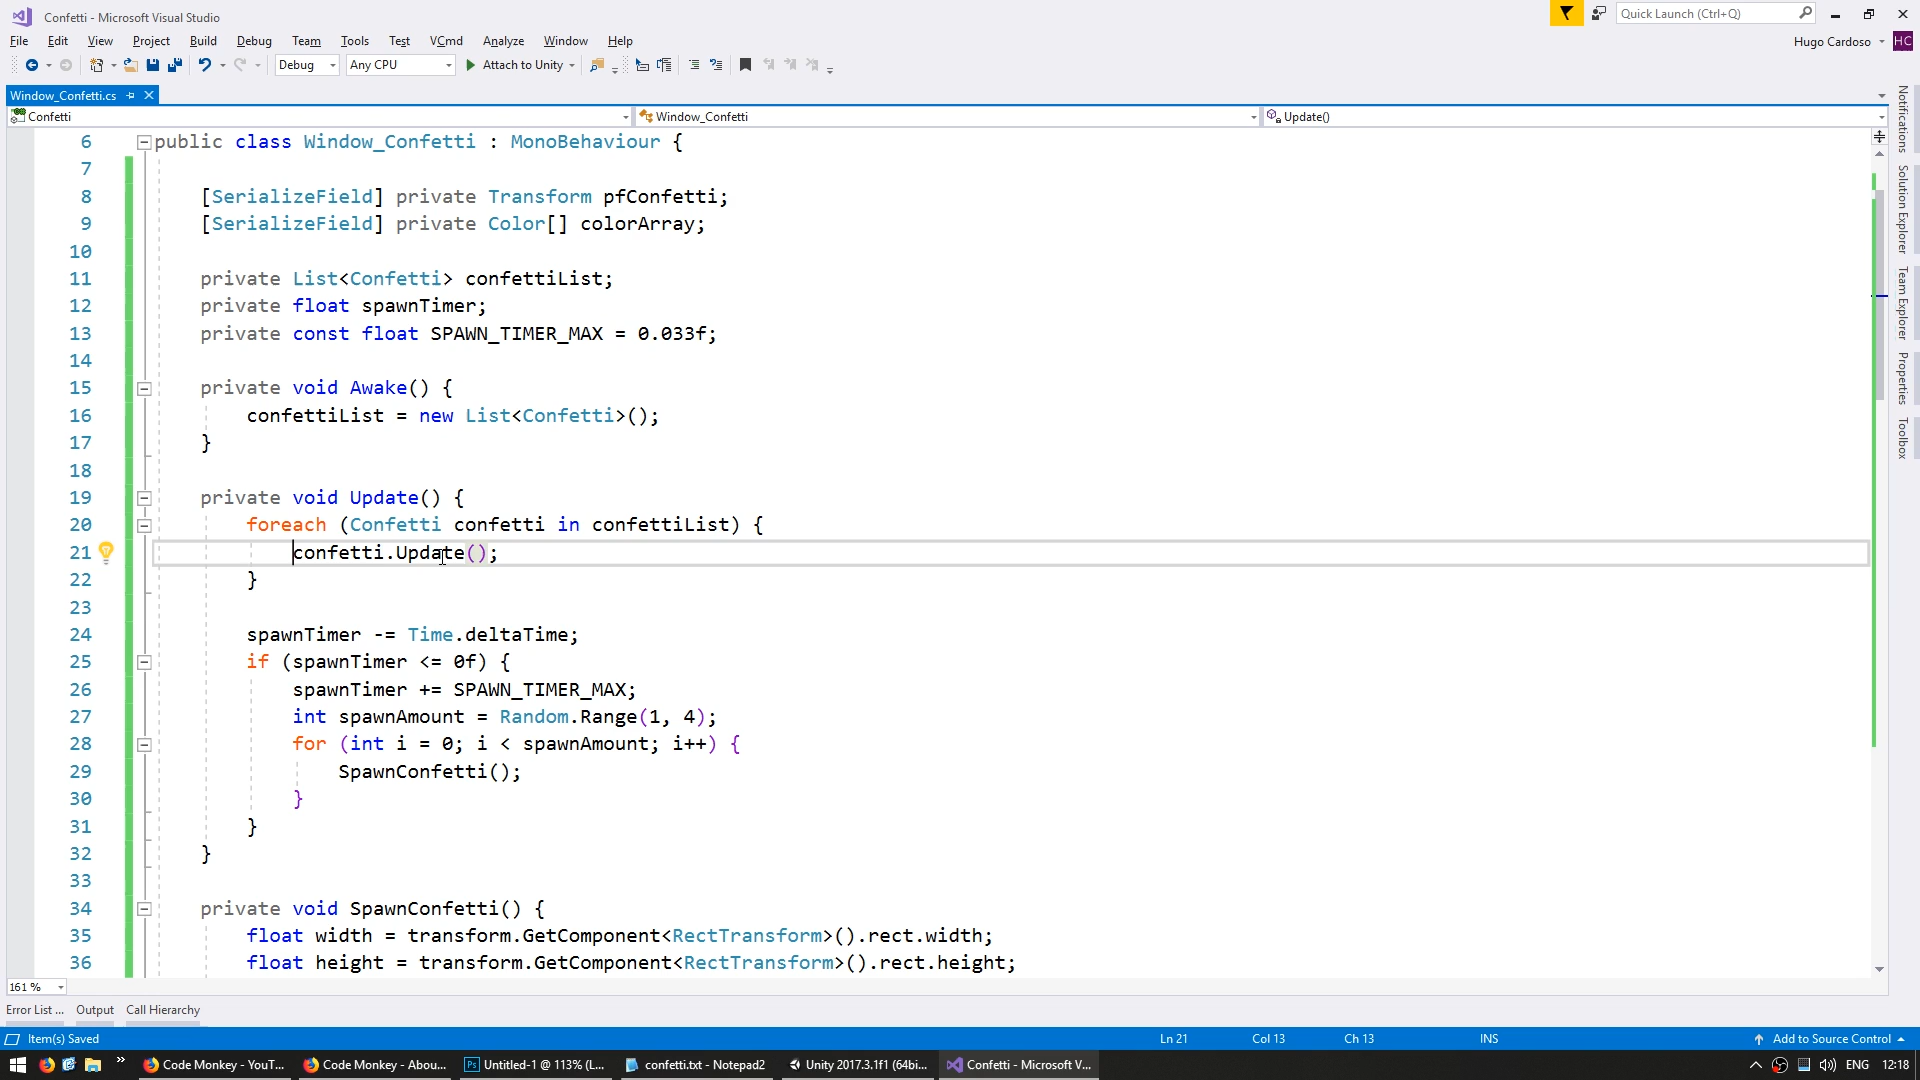 Confetti - Microsoft Visual Studio
Quick Launch (Ctrl+Q)
File Edit View Project Build Debug Team Tools Test VCmd Analyze Window Help
Hugo Cardoso HC
Debug Any CPU Attach to Unity
Window_Confetti.cs
Confetti Window_Confetti Update()
6 public class Window_Confetti : MonoBehaviour {
7
8 [SerializeField] private Transform pfConfetti;
9 [SerializeField] private Color[] colorArray;
10
11 private List<Confetti> confettiList;
12 private float spawnTimer;
13 private const float SPAWN_TIMER_MAX = 0.033f;
14
15 private void Awake() {
16 confettiList = new List<Confetti>();
17 }
18
19 private void Update() {
20 foreach (Confetti confetti in confettiList) {
21 confetti.Update();
22 }
23
24 spawnTimer -= Time.deltaTime;
25 if (spawnTimer <= 0f) {
26 spawnTimer += SPAWN_TIMER_MAX;
27 int spawnAmount = Random.Range(1, 4);
28 for (int i = 0; i < spawnAmount; i++) {
29 SpawnConfetti();
30 }
31 }
32 }
33
34 private void SpawnConfetti() {
35 float width = transform.GetComponent<RectTransform>().rect.width;
36 float height = transform.GetComponent<RectTransform>().rect.height;
Notifications
Solution Explorer
Team Explorer
Properties
Toolbox
161 %
Error List ... Output Call Hierarchy
Item(s) Saved Ln 21 Col 13 Ch 13 INS Add to Source Control
Code Monkey - YouT... Code Monkey - Abou... Untitled-1 @ 113% (L... confetti.txt - Notepad2 Unity 2017.3.1f1 (64bi... Confetti - Microsoft V... ENG 12:18